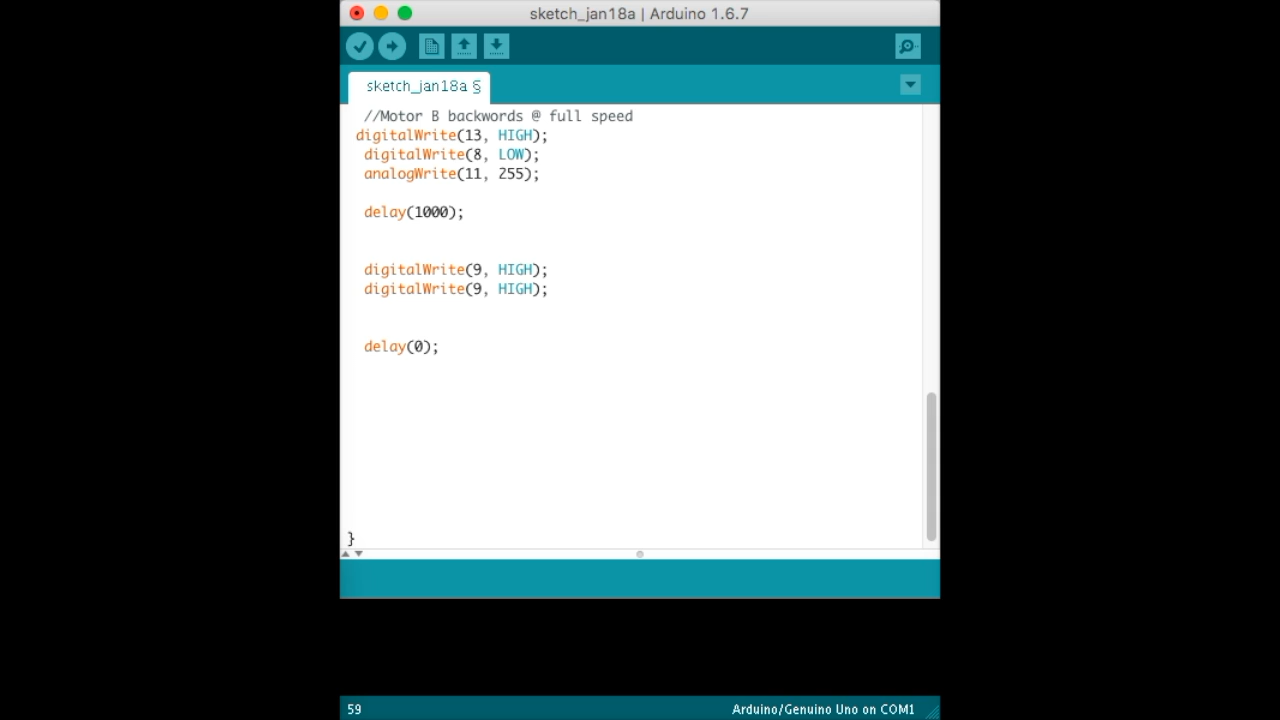 sketch_jan18a | Arduino 1.6.7
sketch_jan18a §
//Motor B backwords @ full speed
digitalWrite(13, HIGH);
digitalWrite(8, LOW);
analogWrite(11, 255);
delay(1000);
digitalWrite(9, HIGH);
digitalWrite(9, HIGH);
delay(0);
}
59
Arduino/Genuino Uno on COM1